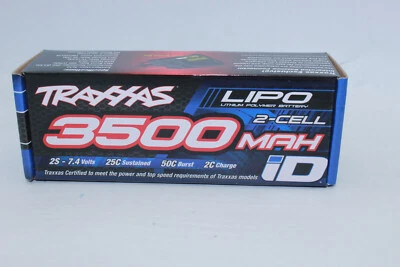 TRAXXAS
LIPO
LITHIUM POLYMER BATTERY
2-CELL
3500 MAH
iD
2S - 7.4 Volts 25C Sustained 50C Burst 2C Charge
Traxxas Certified to meet the power and top speed requirements of Traxxas models